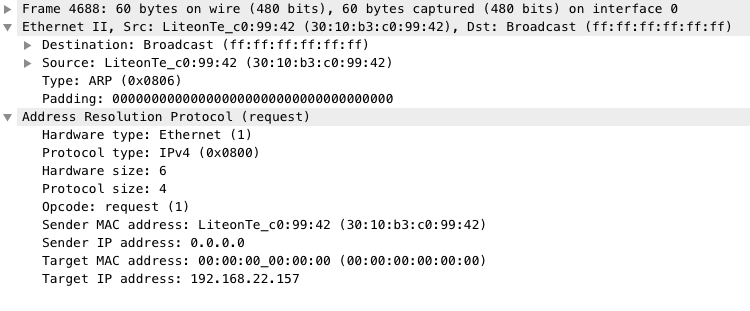 Frame 4688: 60 bytes on wire (480 bits), 60 bytes captured (480 bits) on interface 0
Ethernet II, Src: LiteonTe_c0:99:42 (30:10:b3:c0:99:42), Dst: Broadcast (ff:ff:ff:ff:ff:ff)
Destination: Broadcast (ff:ff:ff:ff:ff:ff)
Source: LiteonTe_c0:99:42 (30:10:b3:c0:99:42)
Type: ARP (0x0806)
Padding: 000000000000000000000000000000000000
Address Resolution Protocol (request)
Hardware type: Ethernet (1)
Protocol type: IPv4 (0x0800)
Hardware size: 6
Protocol size: 4
Opcode: request (1)
Sender MAC address: LiteonTe_c0:99:42 (30:10:b3:c0:99:42)
Sender IP address: 0.0.0.0
Target MAC address: 00:00:00_00:00:00 (00:00:00:00:00:00)
Target IP address: 192.168.22.157